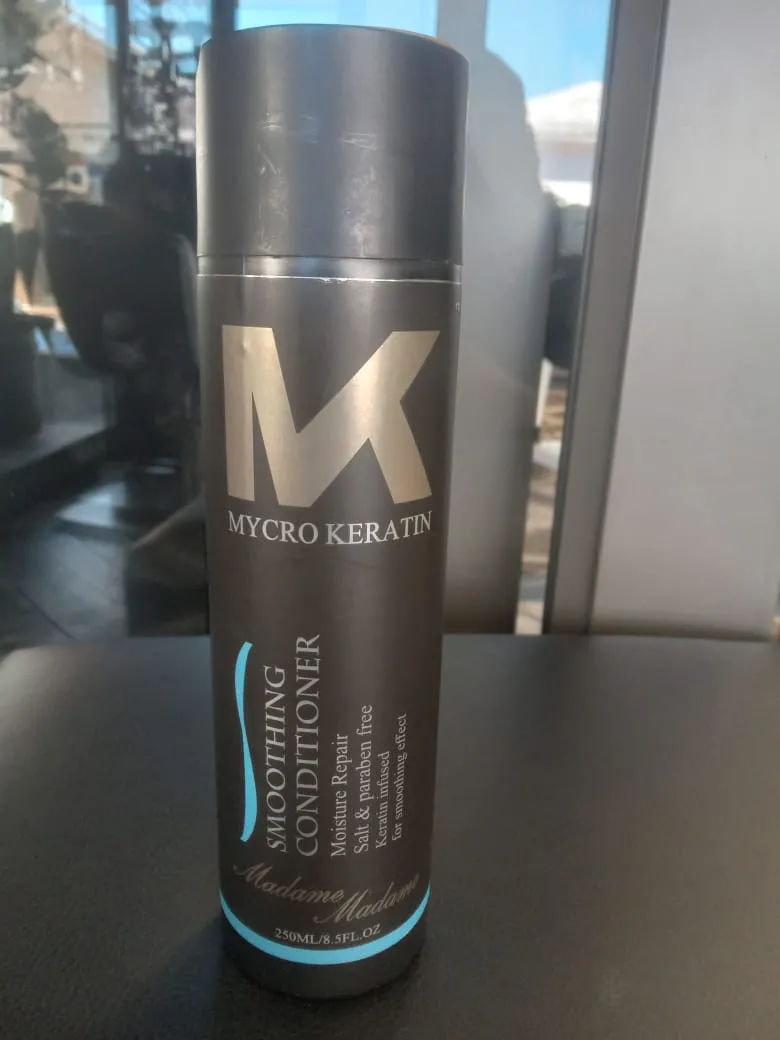 MK
MYCRO KERATIN
SMOOTHING
CONDITIONER
Moisture Repair
Salt & paraben free
Keratin infused
for smoothing effect
Madame
Madame
250ML/8.5FL.OZ